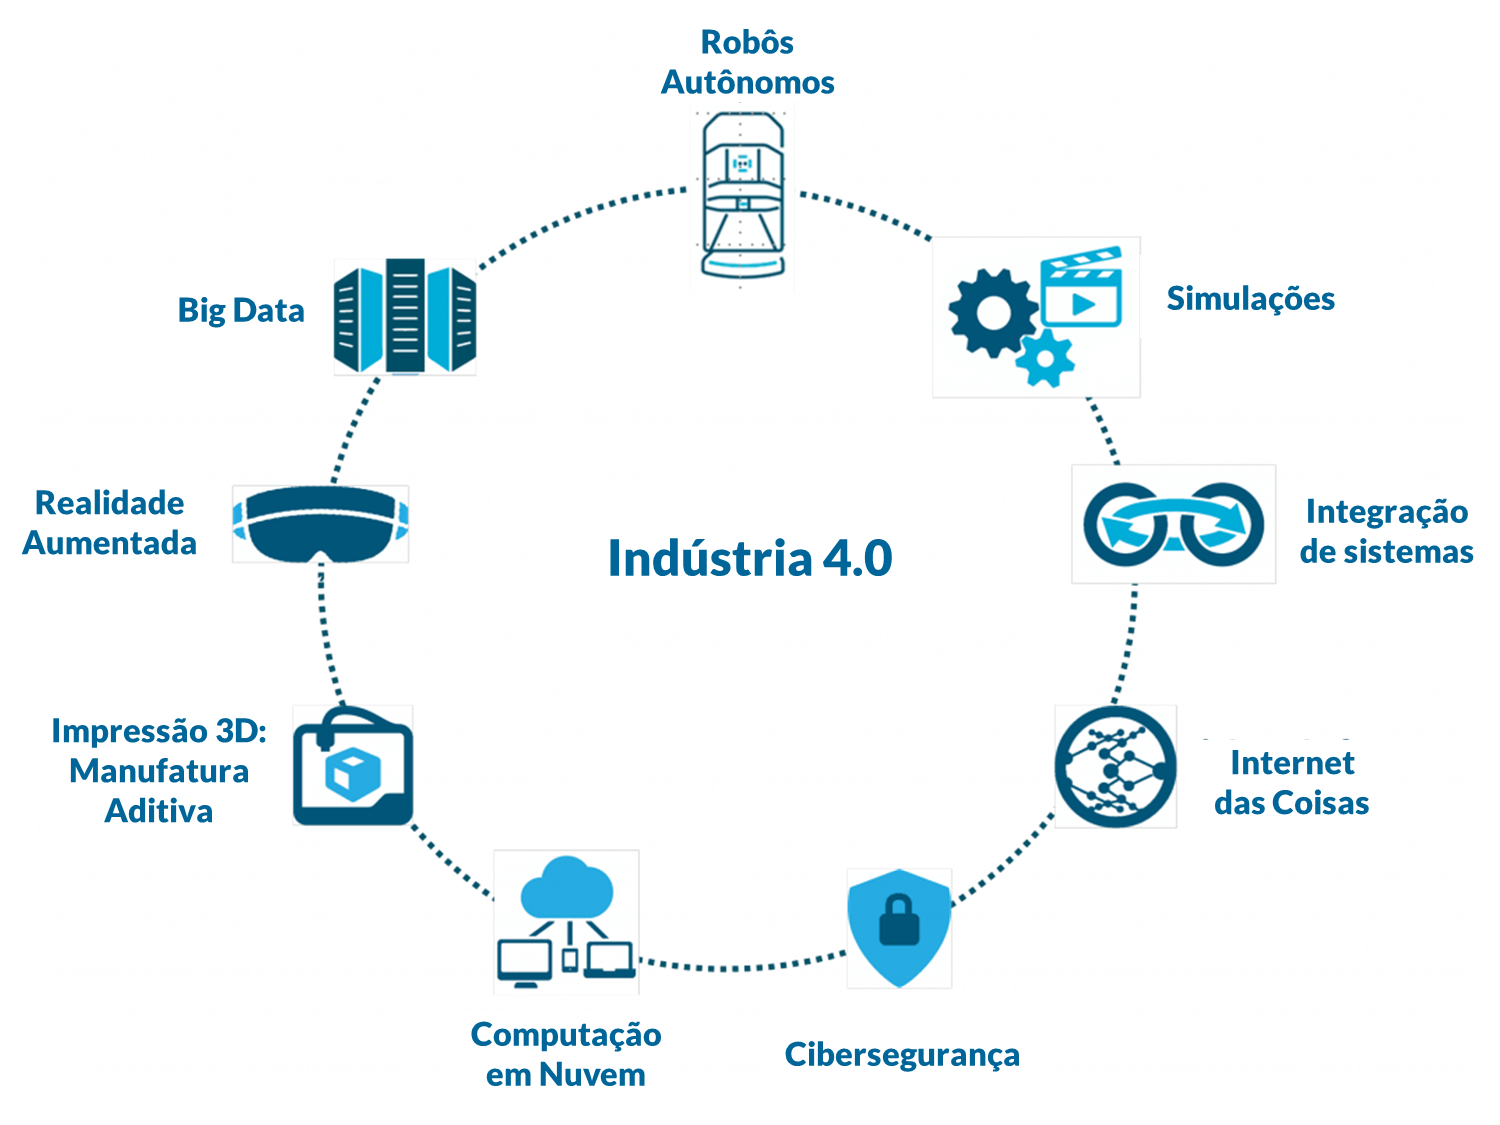 Robôs
Autônomos
Big Data
Simulações
Realidade
Aumentada
Integração
de sistemas
Indústria 4.0
Impressão 3D:
Manufatura
Aditiva
Internet
das Coisas
Computação
em Nuvem
Cibersegurança